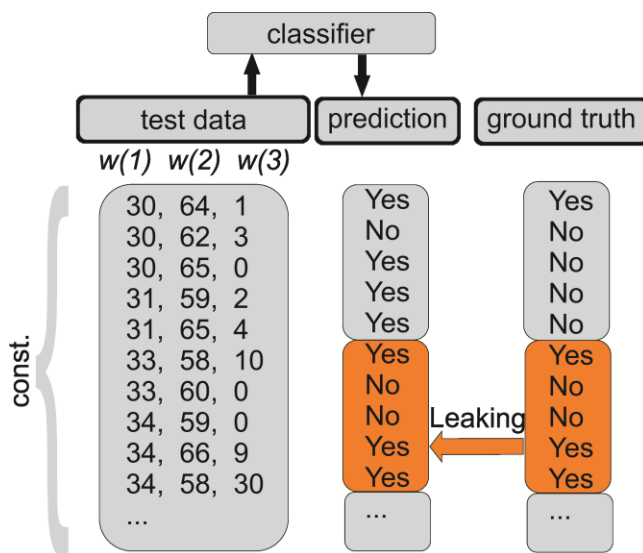 classifier
test data
prediction
ground truth
w(1) w(2) w(3)
const.
30, 64, 1
30, 62, 3
30, 65, 0
31, 59, 2
31, 65, 4
33, 58, 10
33, 60, 0
34, 59, 0
34, 66, 9
34, 58, 30
...
Yes
No
Yes
Yes
Yes
Yes
No
No
Yes
Yes
...
Leaking
Yes
No
No
No
No
Yes
No
No
Yes
Yes
...